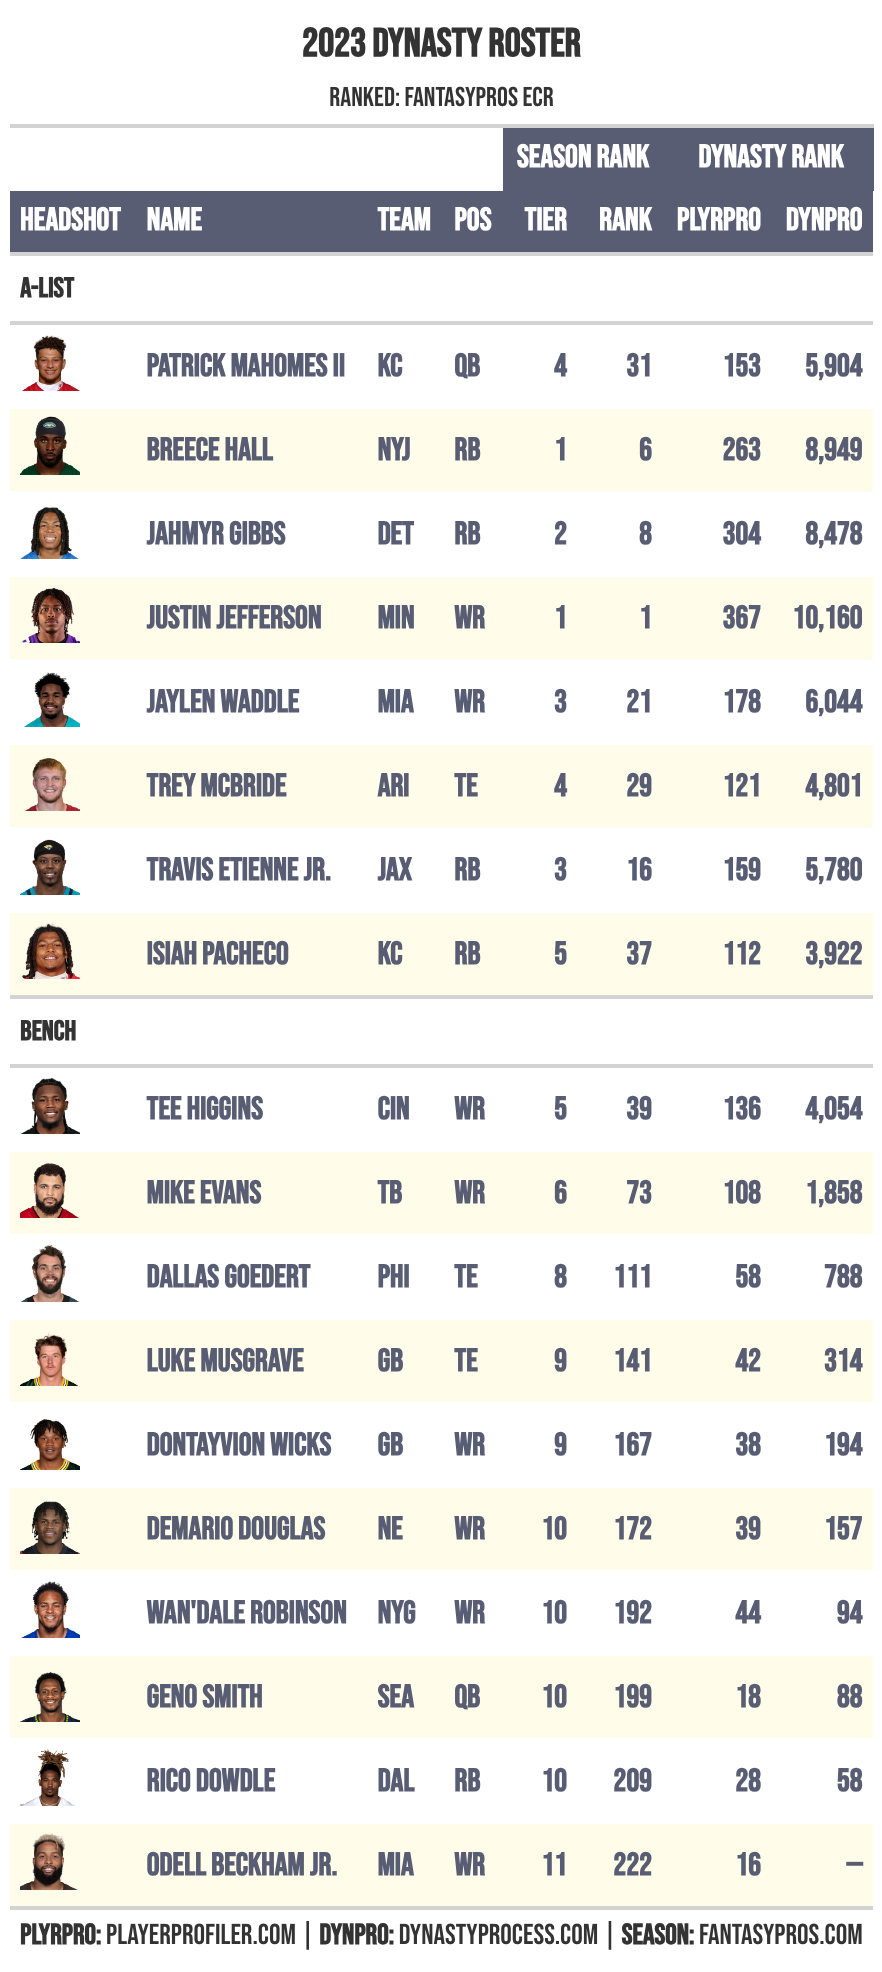 2023 DYNASTY ROSTER
RANKED: FANTASYPROS ECR
SEASON RANK DYNASTY RANK
HEADSHOT NAME TEAM POS TIER RANK PLYRPRO DYNPRO
A-LIST
PATRICK MAHOMES II KC QB 4 31 153 5,904
BREECE HALL NYJ RB 1 6 263 8,949
JAHMYR GIBBS DET RB 2 8 304 8,478
JUSTIN JEFFERSON MIN WR 1 1 367 10,160
JAYLEN WADDLE MIA WR 3 21 178 6,044
TREY MCBRIDE ARI TE 4 29 121 4,801
TRAVIS ETIENNE JR. JAX RB 3 16 159 5,780
ISIAH PACHECO KC RB 5 37 112 3,922
BENCH
TEE HIGGINS CIN WR 5 39 136 4,054
MIKE EVANS TB WR 6 73 108 1,858
DALLAS GOEDERT PHI TE 8 111 58 788
LUKE MUSGRAVE GB TE 9 141 42 314
DONTAYVION WICKS GB WR 9 167 38 194
DEMARIO DOUGLAS NE WR 10 172 39 157
WAN'DALE ROBINSON NYG WR 10 192 44 94
GENO SMITH SEA QB 10 199 18 88
RICO DOWDLE DAL RB 10 209 28 58
ODELL BECKHAM JR. MIA WR 11 222 16 —
PLYRPRO: PLAYERPROFILER.COM | DYNPRO: DYNASTYPROCESS.COM | SEASON: FANTASYPROS.COM